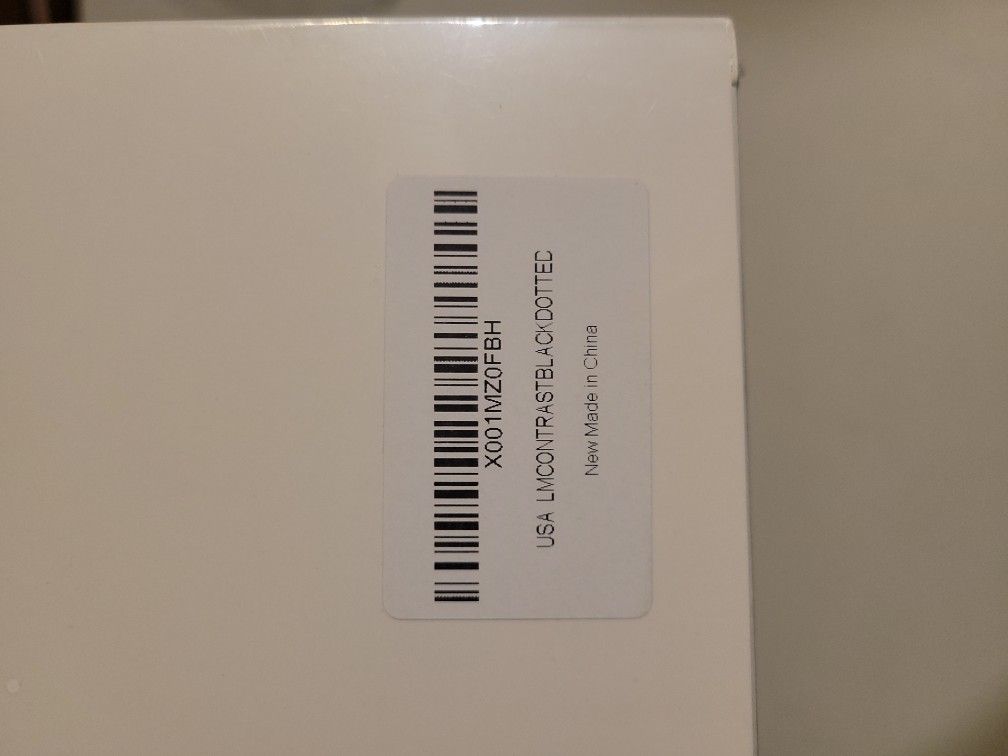 X001MZ0FBH
USA LMCONTRASTBLACKDOTTED
New Made in China